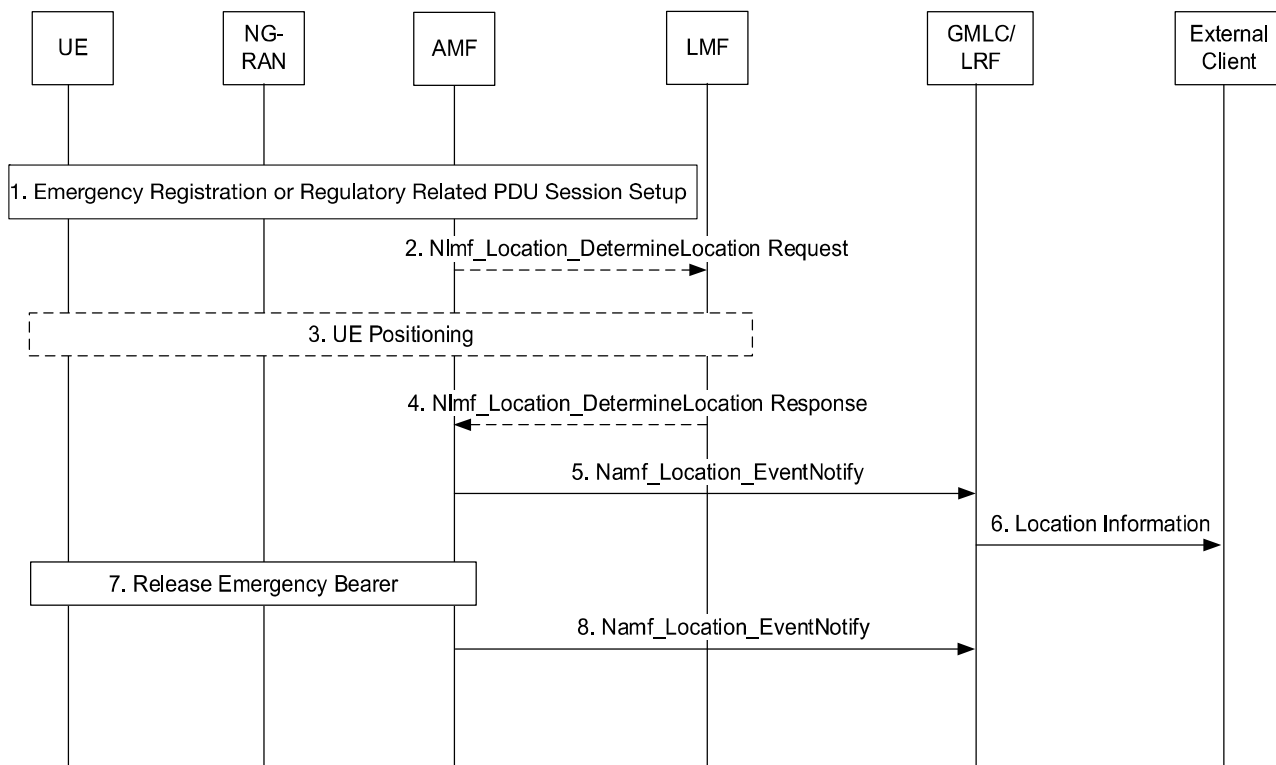 UE
NG-
RAN
AMF
LMF
GMLC/
LRF
External
Client
1. Emergency Registration or Regulatory Related PDU Session Setup
2. Nlmf_Location_DetermineLocation Request
3. UE Positioning
4. Nlmf_Location_DetermineLocation Response
5. Namf_Location_EventNotify
6. Location Information
7. Release Emergency Bearer
8. Namf_Location_EventNotify